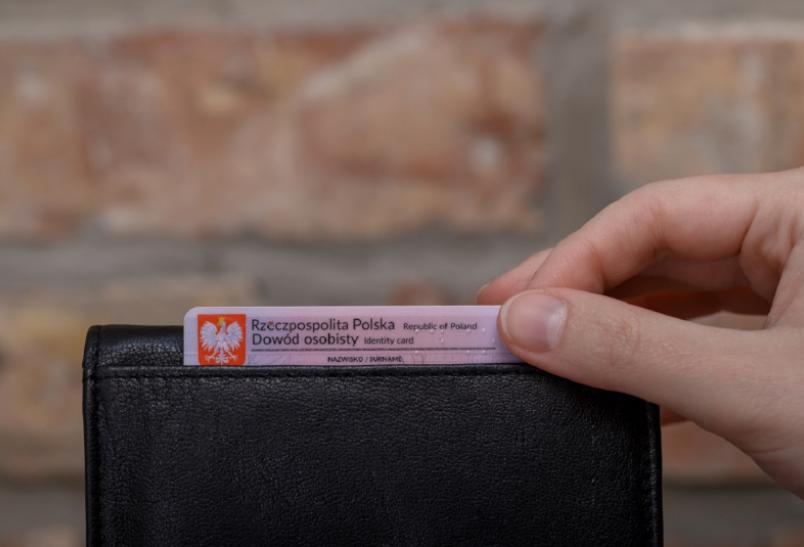 Rzeczpospolita Polska Republic of Poland
Dowód osobisty Identity card
NAZWISKO / SURNAME